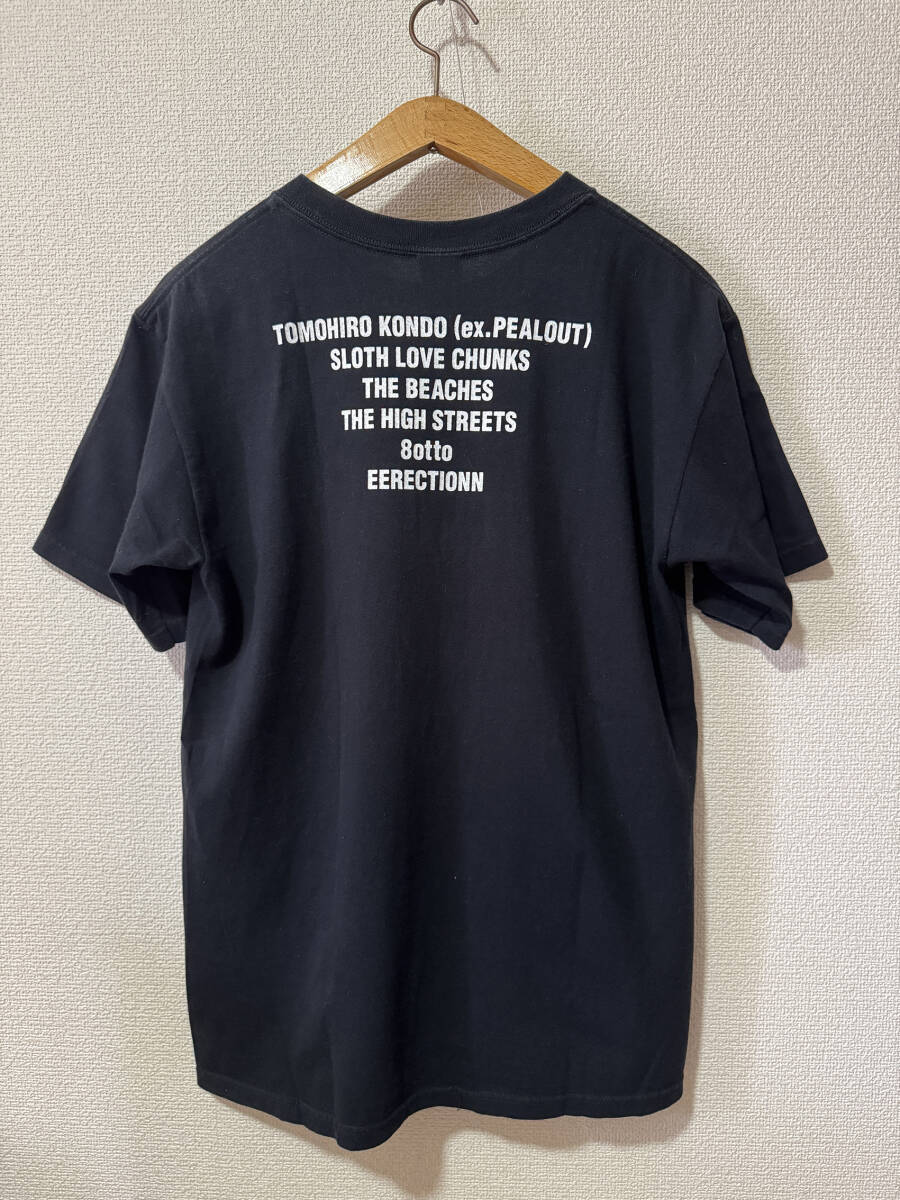 TOMOHIRO KONDO (ex.PEALOUT)
SLOTH LOVE CHUNKS
THE BEACHES
THE HIGH STREETS
8otto
EERECTIONN